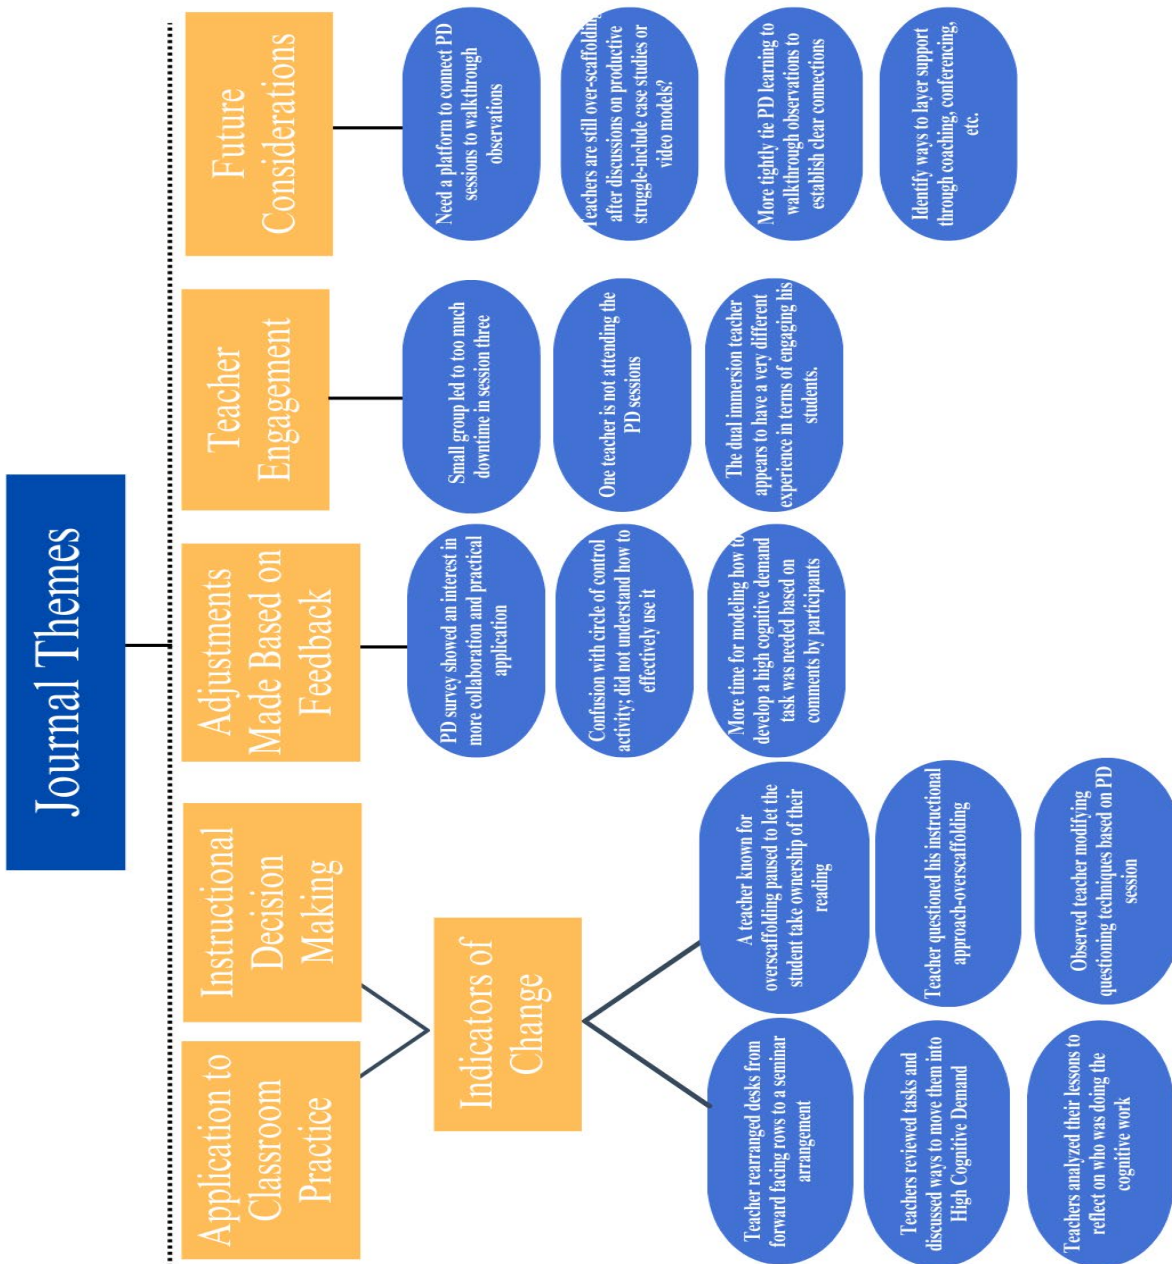 Journal Themes
Application to
Classroom
Practice
Instructional
Decision
Making
Indicators of
Change
Teacher rearranged desks from
forward facing rows to a seminar
arrangement
Teachers reviewed tasks and
discussed ways to move them into
High Cognitive Demand
Teachers analyzed their lessons to
reflect on who was doing the
cognitive work
A teacher known for
overscaffolding paused to let the
student take ownership of their
reading
Teacher questioned his instructional
approach-overscaffolding
Observed teacher modifying
questioning techniques based on PD
session
Adjustments
Made Based on
Feedback
PD survey showed an interest in
more collaboration and practical
application
Confusion with circle of control
activity; did not understand how to
effectively use it
More time for modeling how to
develop a high cognitive demand
task was needed based on
comments by participants
Teacher
Engagement
Small group led to too much
downtime in session three
One teacher is not attending the
PD sessions
The dual immersion teacher
appears to have a very different
experience in terms of engaging his
students.
Future
Considerations
Need a platform to connect PD
sessions to walkthrough
observations
Teachers are still over-scaffolding
after discussions on productive
struggle-include case studies or
video models?
More tightly tie PD learning to
walkthrough observations to
establish clear connections
Identify ways to layer support
through coaching, conferencing,
etc.